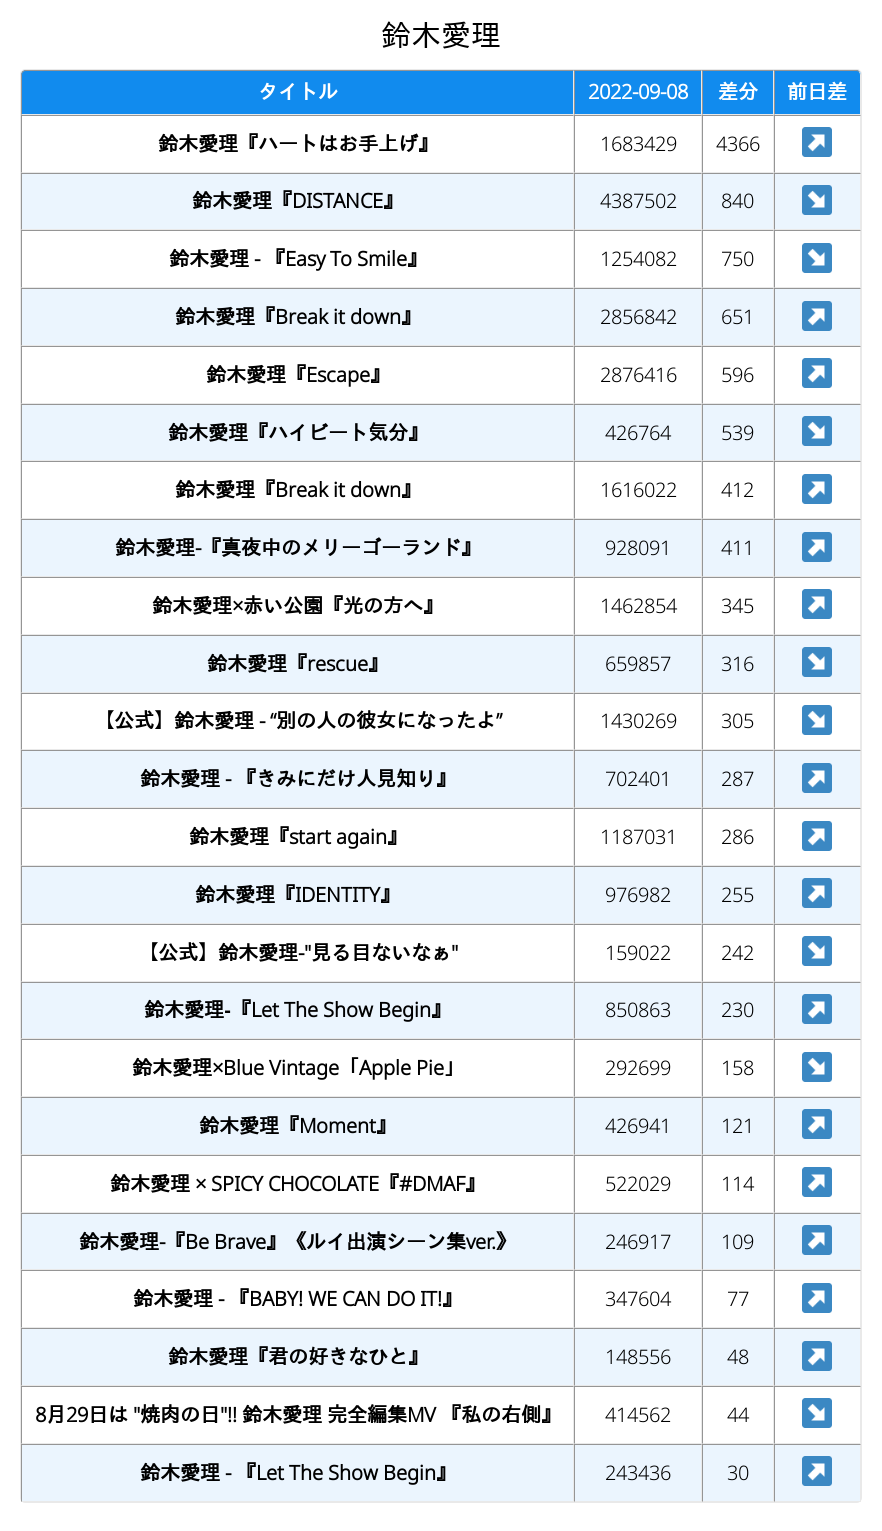 鈴木愛理
タイトル 2022-09-08 差分 前日差
鈴木愛理『ハートはお手上げ』 1683429 4366
鈴木愛理『DISTANCE』 4387502 840
鈴木愛理 - 『Easy To Smile』 1254082 750
鈴木愛理『Break it down』 2856842 651
鈴木愛理『Escape』 2876416 596
鈴木愛理『ハイビート気分』 426764 539
鈴木愛理『Break it down』 1616022 412
鈴木愛理-『真夜中のメリーゴーランド』 928091 411
鈴木愛理×赤い公園『光の方へ』 1462854 345
鈴木愛理『rescue』 659857 316
【公式】鈴木愛理 - “別の人の彼女になったよ” 1430269 305
鈴木愛理 - 『きみにだけ人見知り』 702401 287
鈴木愛理『start again』 1187031 286
鈴木愛理『IDENTITY』 976982 255
【公式】鈴木愛理-"見る目ないなぁ" 159022 242
鈴木愛理-『Let The Show Begin』 850863 230
鈴木愛理×Blue Vintage「Apple Pie」 292699 158
鈴木愛理『Moment』 426941 121
鈴木愛理 × SPICY CHOCOLATE『#DMAF』 522029 114
鈴木愛理-『Be Brave』《ルイ出演シーン集ver.》 246917 109
鈴木愛理 - 『BABY! WE CAN DO IT!』 347604 77
鈴木愛理『君の好きなひと』 148556 48
8月29日は "焼肉の日"!! 鈴木愛理 完全編集MV 『私の右側』 414562 44
鈴木愛理 - 『Let The Show Begin』 243436 30